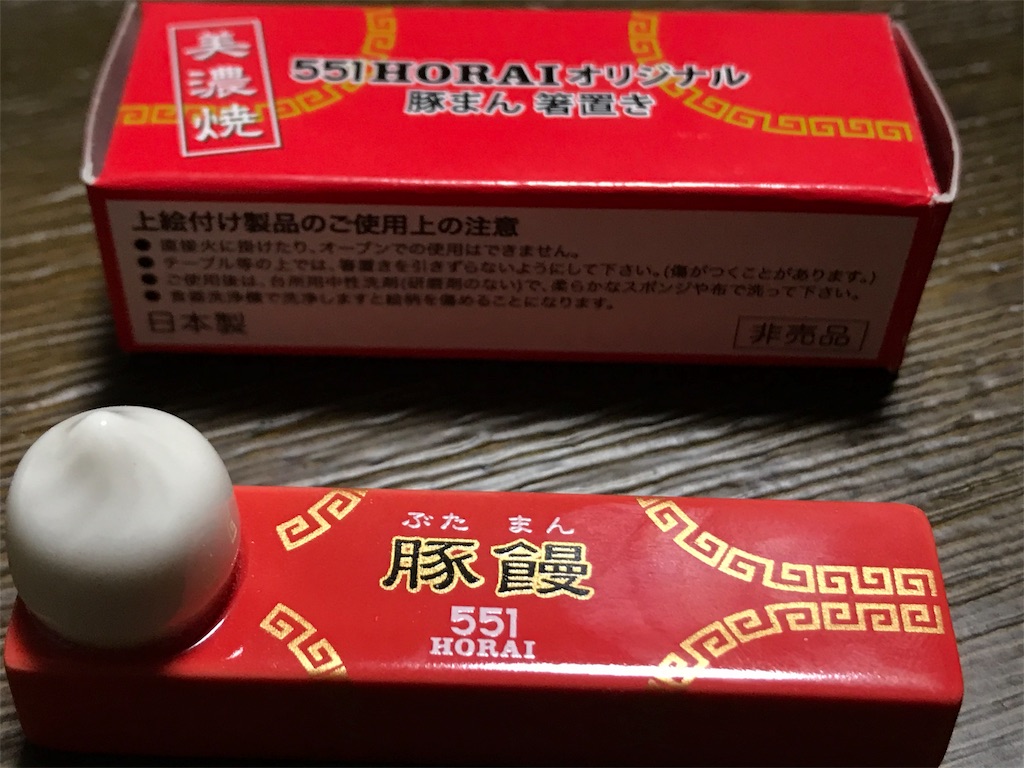 美濃焼
551HORAIオリジナル
豚まん 箸置き
上絵付け製品のご使用上の注意
● 直接火に掛けたり、オーブンでの使用はできません。
● テーブル等の上では、箸置きを引きずらないようにして下さい。(傷がつくことがあります。)
● ご使用後は、台所用中性洗剤(研磨剤のない)で、柔らかなスポンジや布で洗って下さい。
● 食器洗浄機で洗浄しますと絵柄を傷めることになります。
日本製
非売品
ぶた まん
豚饅
551
HORAI